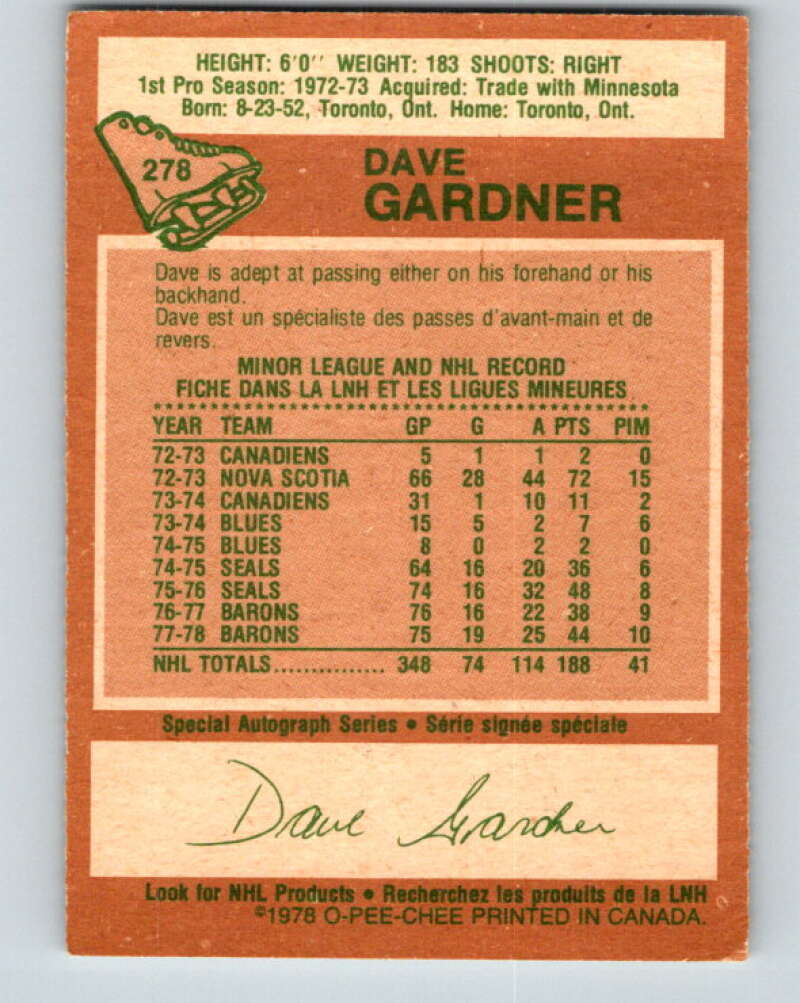 HEIGHT: 6'0'' WEIGHT: 183 SHOOTS: RIGHT
1st Pro Season: 1972-73 Acquired: Trade with Minnesota
Born: 8-23-52, Toronto, Ont. Home: Toronto, Ont.
278
DAVE
GARDNER
Dave is adept at passing either on his forehand or his
backhand.
Dave est un spécialiste des passes d'avant-main et de
revers.
MINOR LEAGUE AND NHL RECORD
FICHE DANS LA LNH ET LES LIGUES MINEURES
YEAR TEAM GP G A PTS PIM
72-73 CANADIENS 5 1 1 2 0
72-73 NOVA SCOTIA 66 28 44 72 15
73-74 CANADIENS 31 1 10 11 2
73-74 BLUES 15 5 2 7 6
74-75 BLUES 8 0 2 2 0
74-75 SEALS 64 16 20 36 6
75-76 SEALS 74 16 32 48 8
76-77 BARONS 76 16 22 38 9
77-78 BARONS 75 19 25 44 10
NHL TOTALS............... 348 74 114 188 41
Special Autograph Series • Série signée spéciale
Dave Gardner
Look for NHL Products • Recherchez les produits de la LNH
©1978 O-PEE-CHEE PRINTED IN CANADA.